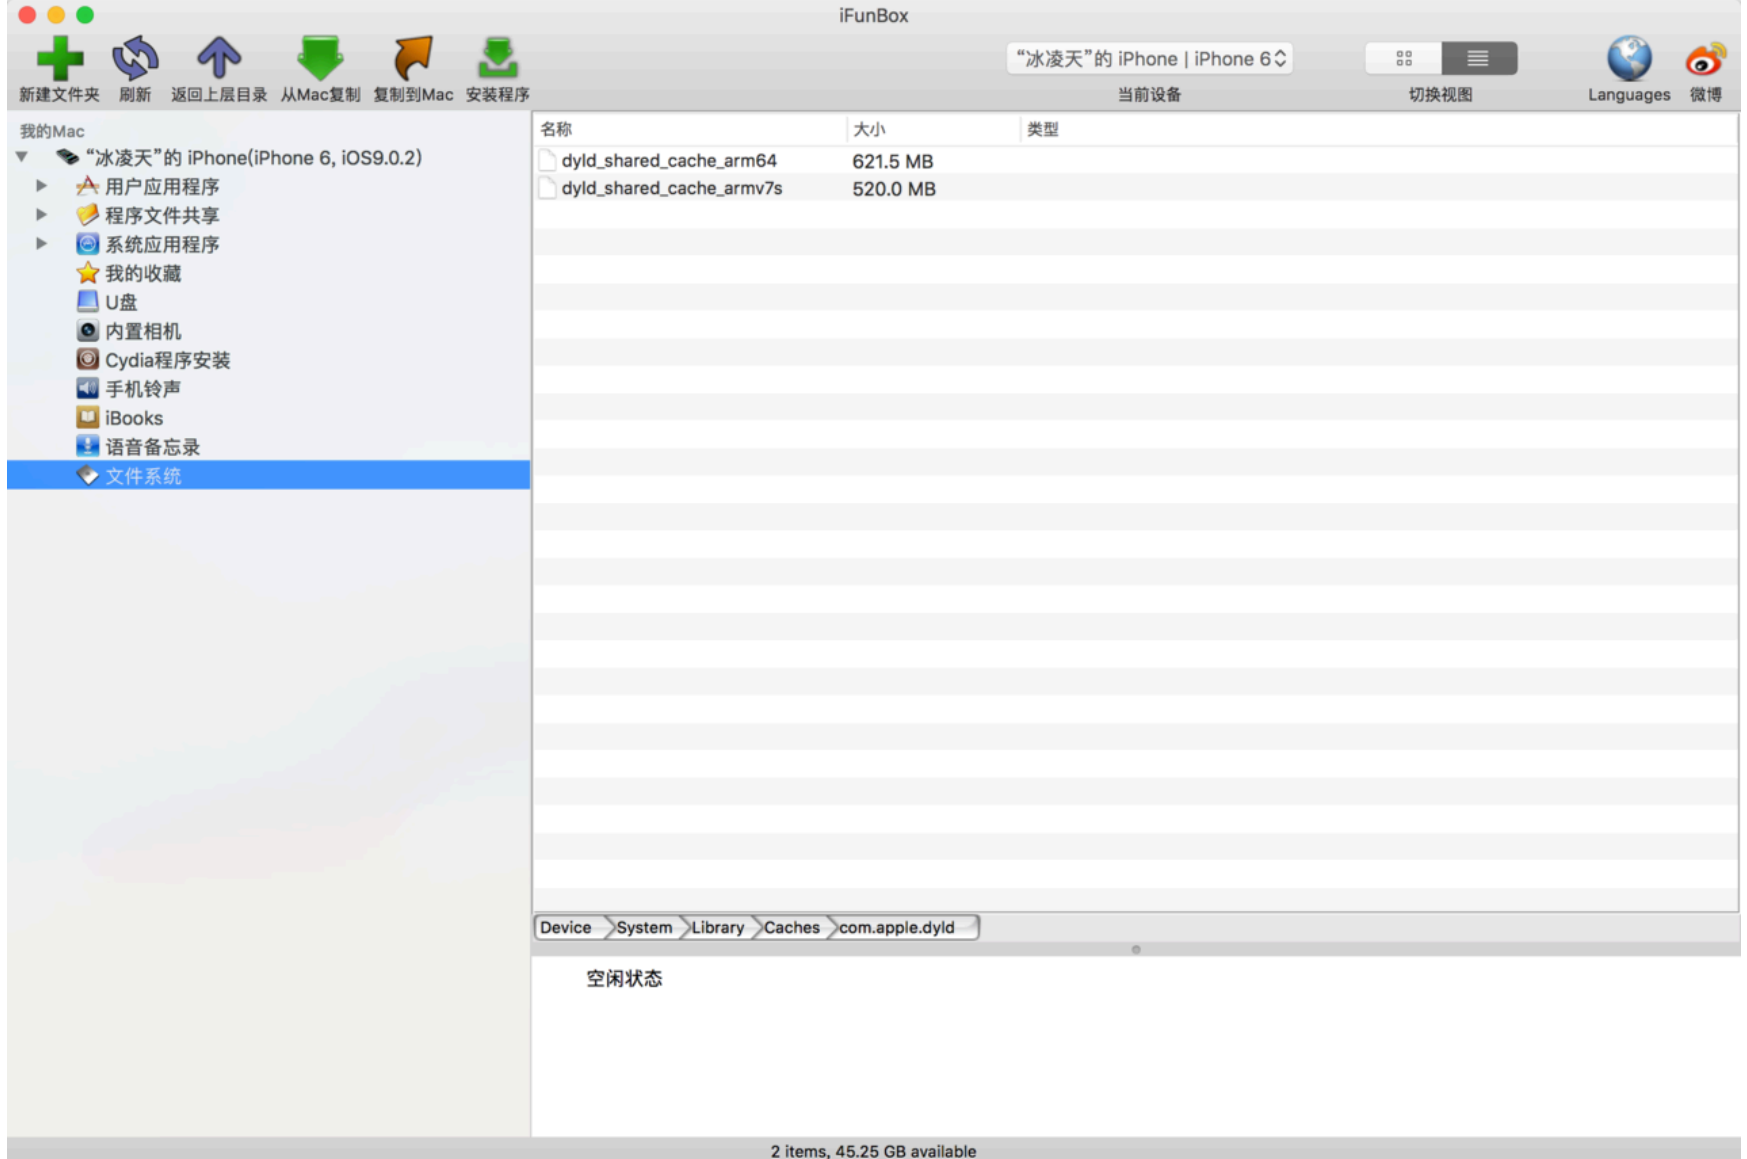 iFunBox
新建文件夹 刷新 返回上层目录 从Mac复制 复制到Mac 安装程序
“冰凌天”的 iPhone | iPhone 6
当前设备 切换视图 Languages 微博
我的Mac
“冰凌天”的 iPhone(iPhone 6, iOS9.0.2)
用户应用程序
程序文件共享
系统应用程序
我的收藏
U盘
内置相机
Cydia程序安装
手机铃声
iBooks
语音备忘录
文件系统
名称 大小 类型
dyld_shared_cache_arm64 621.5 MB
dyld_shared_cache_armv7s 520.0 MB
Device System Library Caches com.apple.dyld
空闲状态
2 items, 45.25 GB available